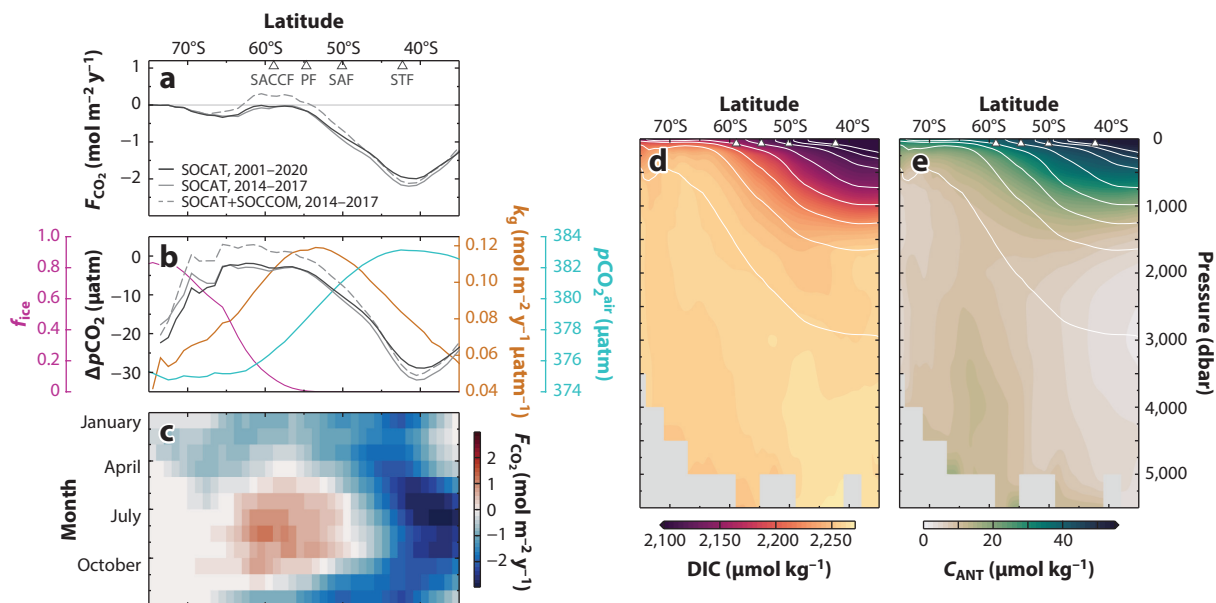 Latitude
70°S 60°S 50°S 40°S
a
SACCF PF SAF STF
1
0
−1
−2
F_CO₂ (mol m⁻² y⁻¹)
SOCAT, 2001–2020
SOCAT, 2014–2017
SOCAT+SOCCOM, 2014–2017
b
1.0
0.8
0.6
0.4
0.2
0
f_ice
0
−10
−20
−30
ΔpCO₂ (µatm)
0.12
0.10
0.08
0.06
0.04
k_g (mol m⁻² y⁻¹ µatm⁻¹)
384
382
380
378
376
374
pCO₂^air (µatm)
c
January
April
July
October
Month
2
1
0
−1
−2
F_CO₂ (mol m⁻² y⁻¹)
Latitude
70°S 60°S 50°S 40°S
d
2,100 2,150 2,200 2,250
DIC (µmol kg⁻¹)
Latitude
70°S 60°S 50°S 40°S
e
0
1,000
2,000
3,000
4,000
5,000
Pressure (dbar)
0 20 40
C_ANT (µmol kg⁻¹)